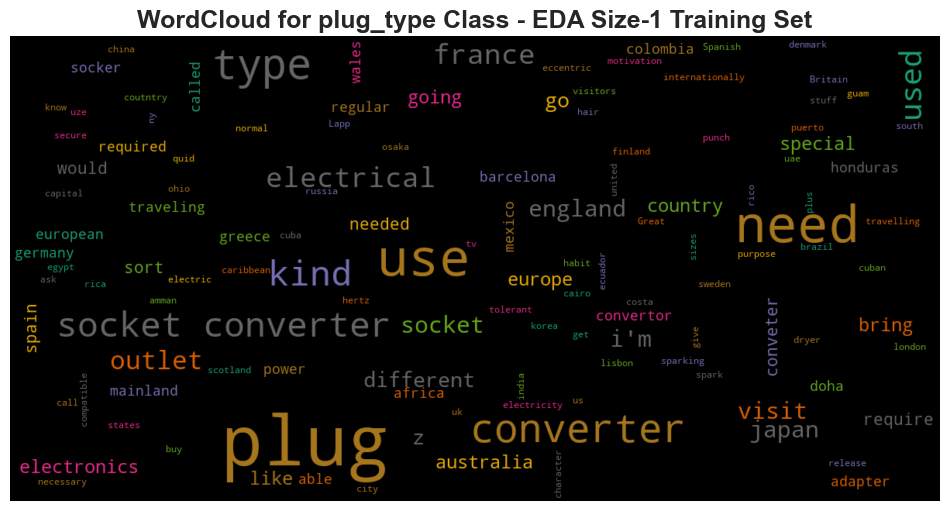 WordCloud for plug_type Class - EDA Size-1 Training Set
china
socker
called
type
wales
france
eccentric
colombia
motivation
Spanish
internationally
denmark
Britain
stuff
guam
used
know
uze
coutntry
ny
secure
normal
required
quid
Lapp
regular
going
go
visitors
hair
osaka
finland
punch
puerto
special
south
uae
honduras
would
capital
ohio
traveling
electrical
russia
barcelona
united
england
country
rico
plus
Great
need
travelling
european
germany
egypt
ask
rica
greece
cuba
needed
use
tv
mexico
sizes
purpose
brazil
cuban
sort
electric
caribbean
kind
europe
habit
ecuador
cairo
sweden
amman
hertz
spain
socket converter
socket
tolerant
korea
costa
convertor
get
i'm
give
conveter
dryer
bring
london
outlet
scotland
power
different
lisbon
sparking
spark
mainland
compatible
call
states
africa
india
uk
electricity
us
doha
visit
japan
require
plug
z
converter
buy
electronics
necessary
like
able
city
australia
character
release
adapter